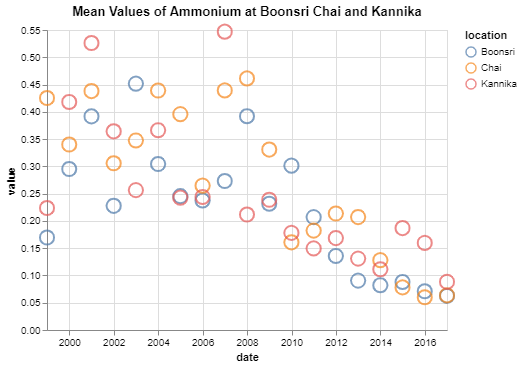 Mean Values of Ammonium at Boonsri Chai and Kannika
location
Boonsri
Chai
Kannika
value
0.55
0.50
0.45
0.40
0.35
0.30
0.25
0.20
0.15
0.10
0.05
0.00
2000 2002 2004 2006 2008 2010 2012 2014 2016
date